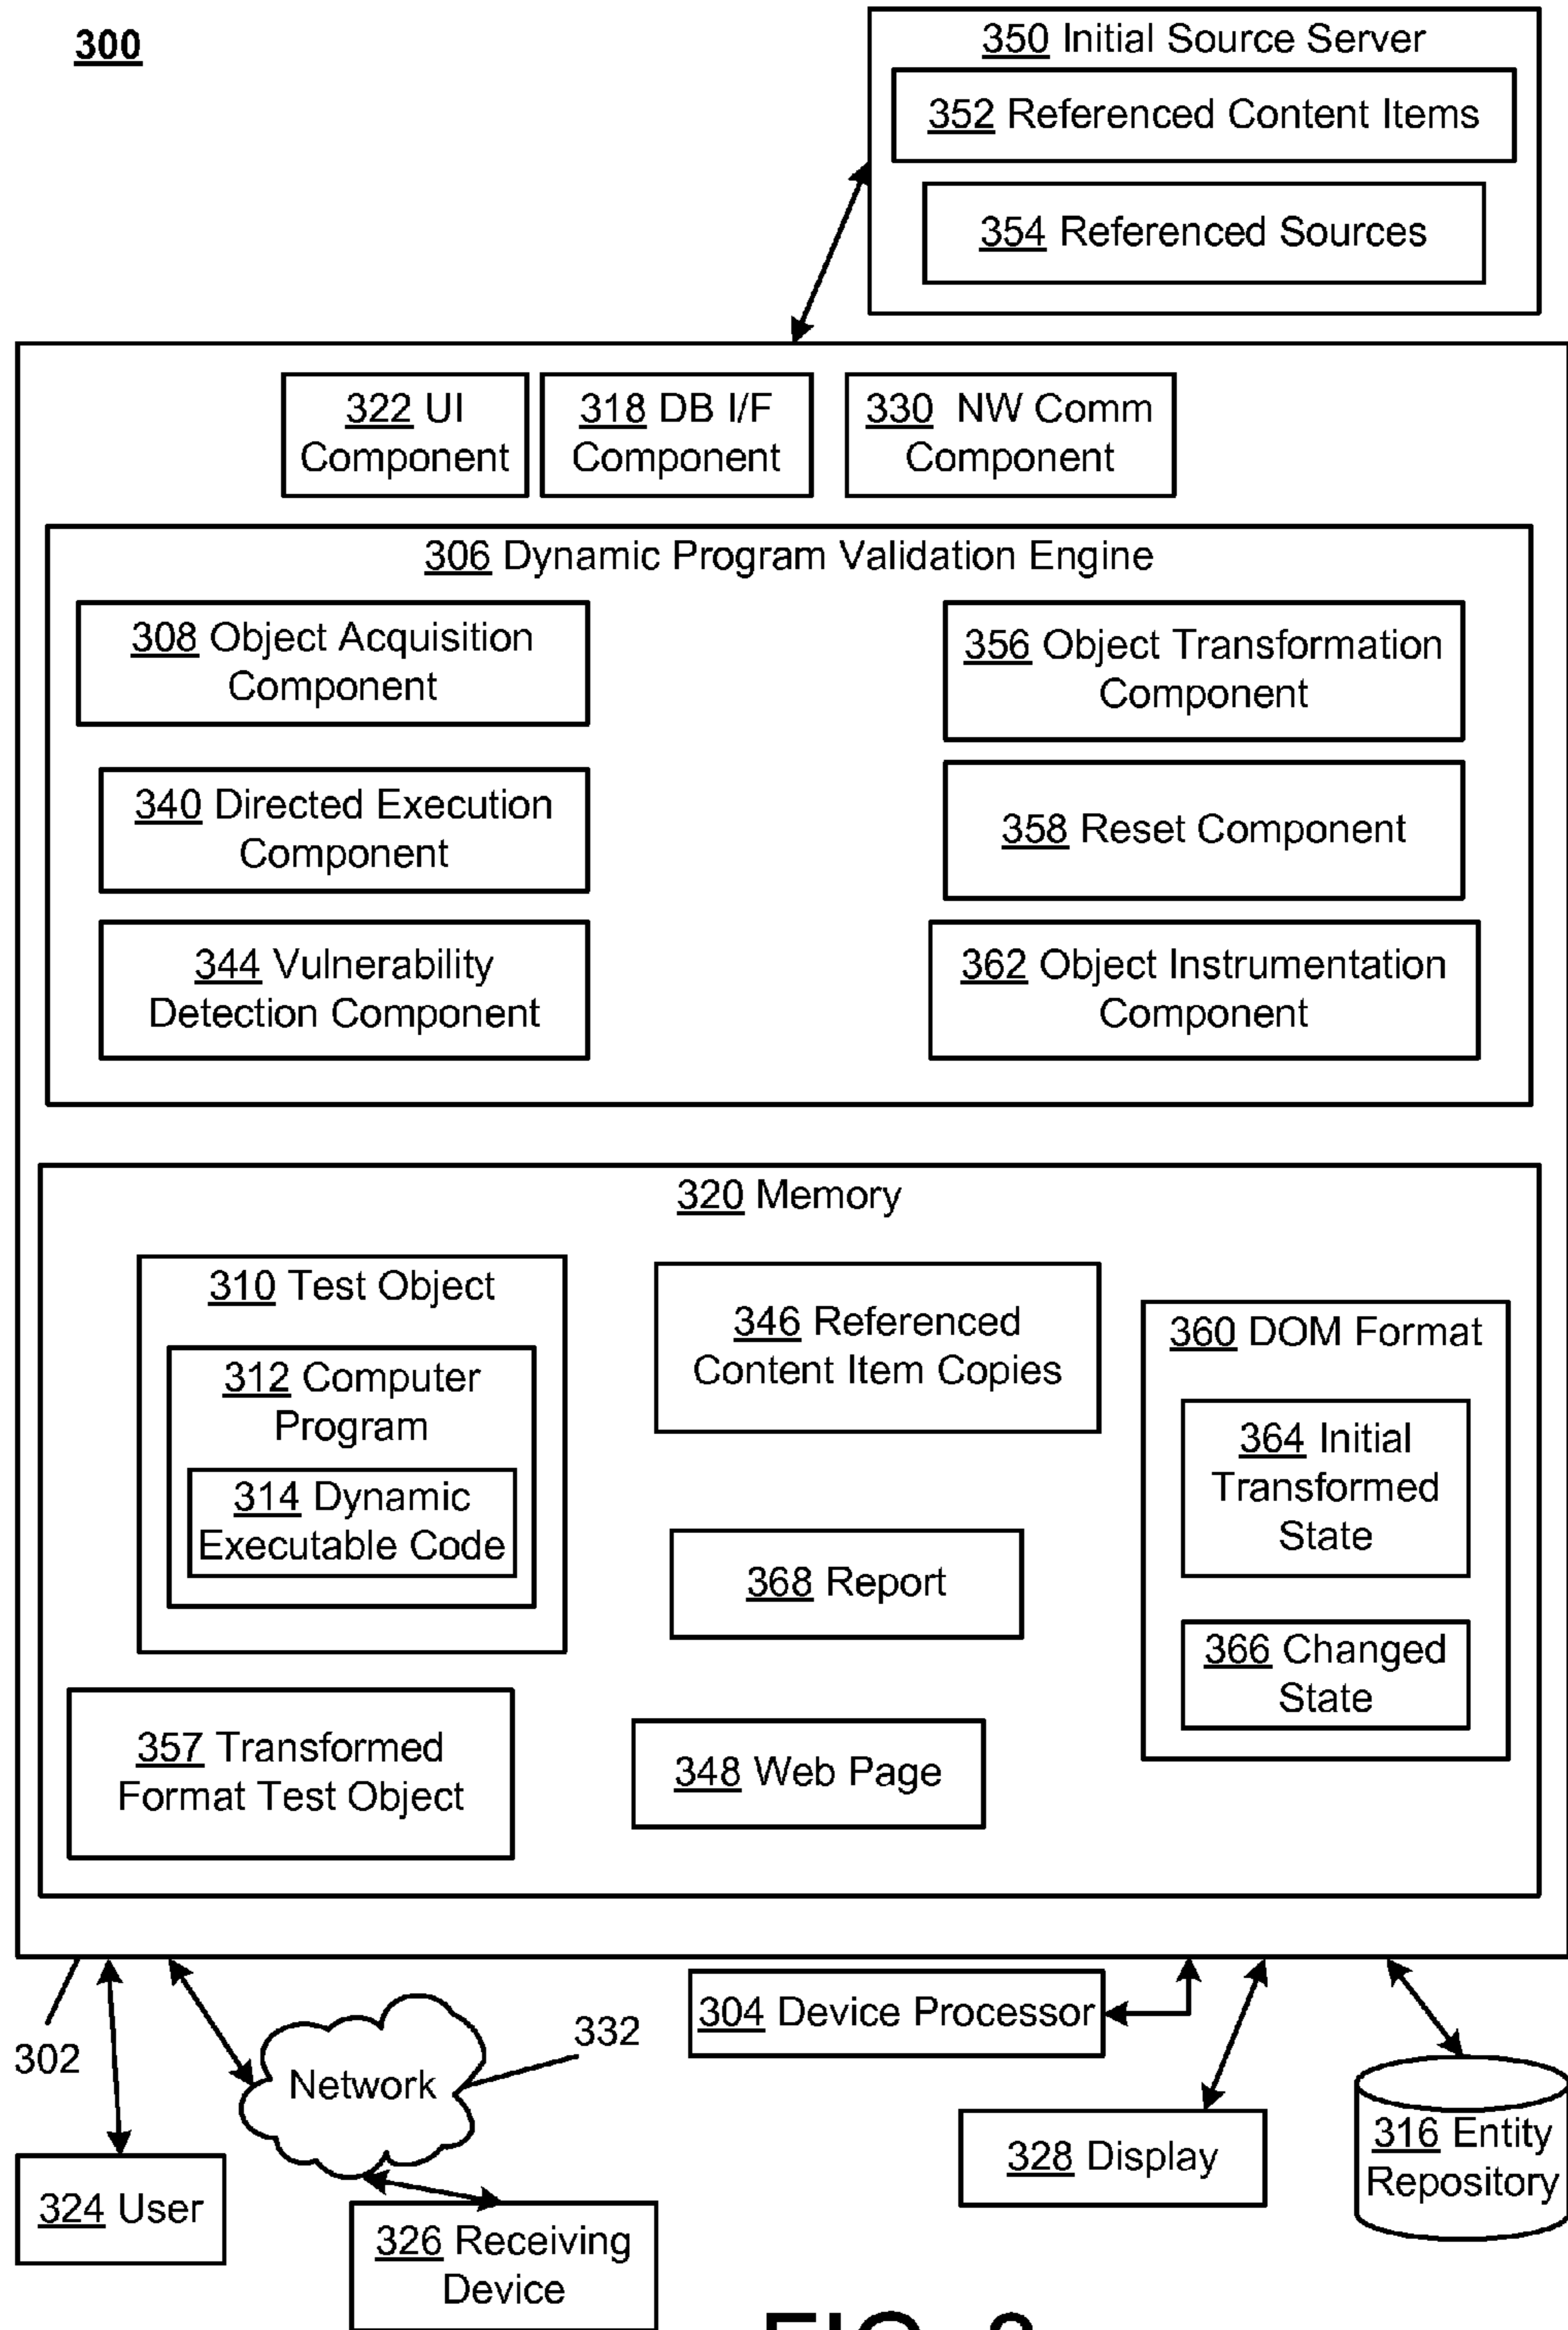 300
350 Initial Source Server
352 Referenced Content Items
354 Referenced Sources
322 UI
Component
318 DB I/F
Component
330 NW Comm
Component
306 Dynamic Program Validation Engine
308 Object Acquisition
Component
356 Object Transformation
Component
340 Directed Execution
Component
358 Reset Component
344 Vulnerability
Detection Component
362 Object Instrumentation
Component
320 Memory
310 Test Object
312 Computer
Program
314 Dynamic
Executable Code
346 Referenced
Content Item Copies
360 DOM Format
364 Initial
Transformed
State
368 Report
366 Changed
State
357 Transformed
Format Test Object
348 Web Page
302
Network
332
304 Device Processor
324 User
326 Receiving
Device
328 Display
316 Entity
Repository